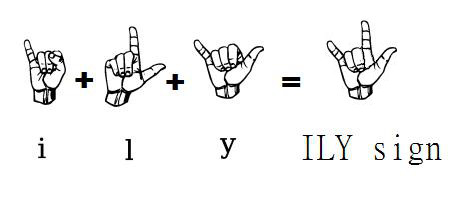 + + =
i l y ILY sign